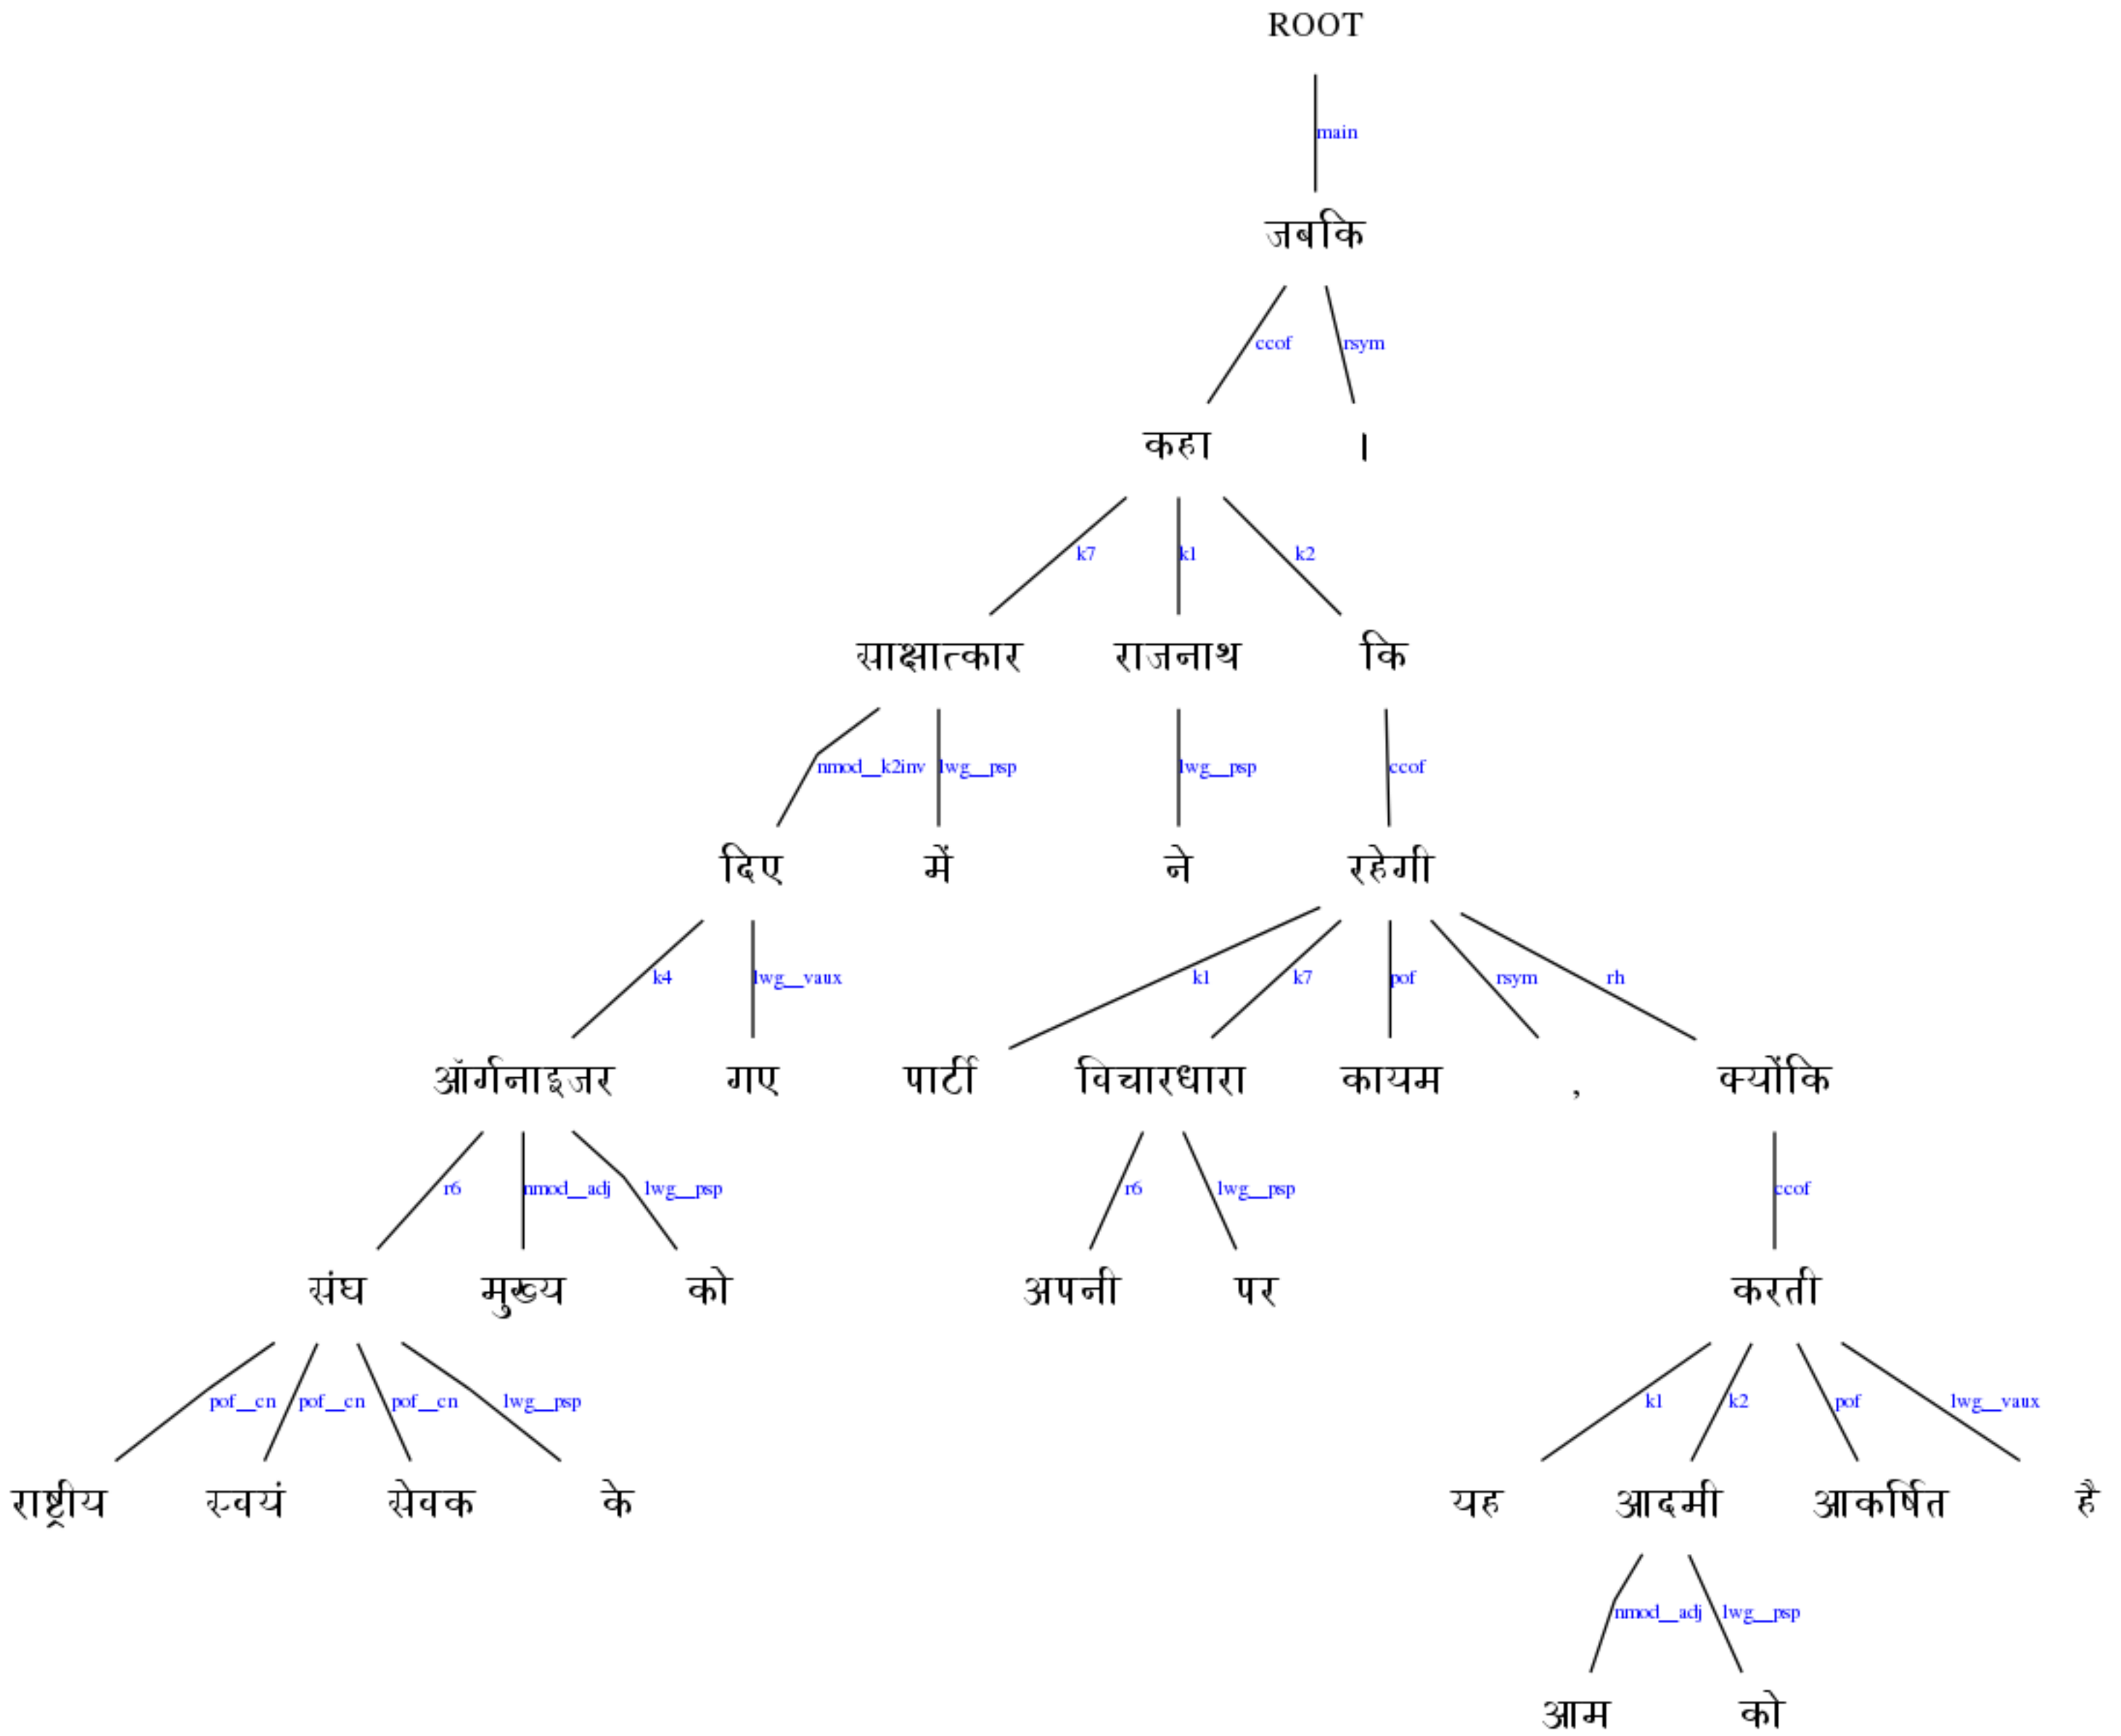 ROOT
main
जबकि
ccof rsym
कहा ।
k7 k1 k2
साक्षात्कार राजनाथ कि
nmod__k2inv lwg__psp lwg__psp ccof
दिए में ने रहेगी
k4 lwg__vaux k1 k7 pof rsym rh
ऑर्गनाइजर गए पार्टी विचारधारा कायम , क्योंकि
r6 nmod__adj lwg__psp r6 lwg__psp ccof
संघ मुख्य को अपनी पर करती
pof__cn pof__cn pof__cn lwg__psp k1 k2 pof lwg__vaux
राष्ट्रीय स्वयं सेवक के यह आदमी आकर्षित है
nmod__adj lwg__psp
आम को